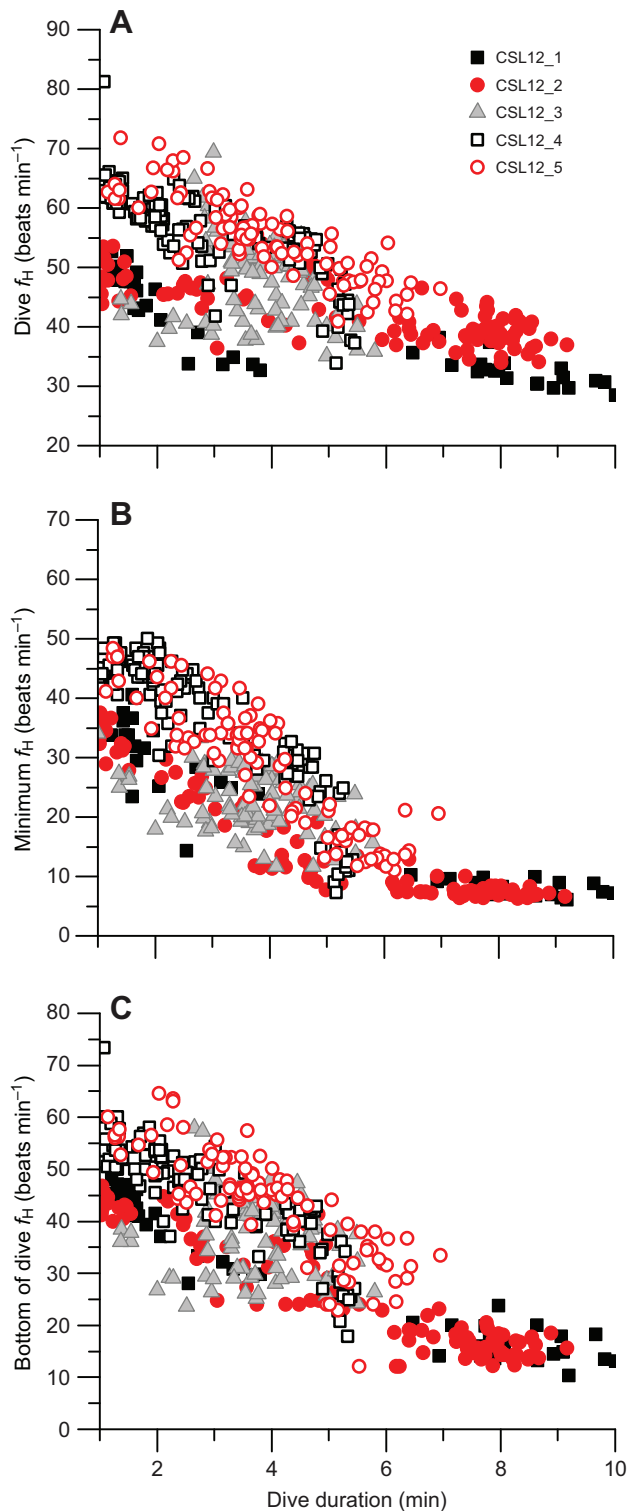 A
90
80
70
60
50
40
30
20
Dive fH (beats min−1)
CSL12_1
CSL12_2
CSL12_3
CSL12_4
CSL12_5
B
70
60
50
40
30
20
10
0
Minimum fH (beats min−1)
C
80
70
60
50
40
30
20
10
0
Bottom of dive fH (beats min−1)
2 4 6 8 10
Dive duration (min)